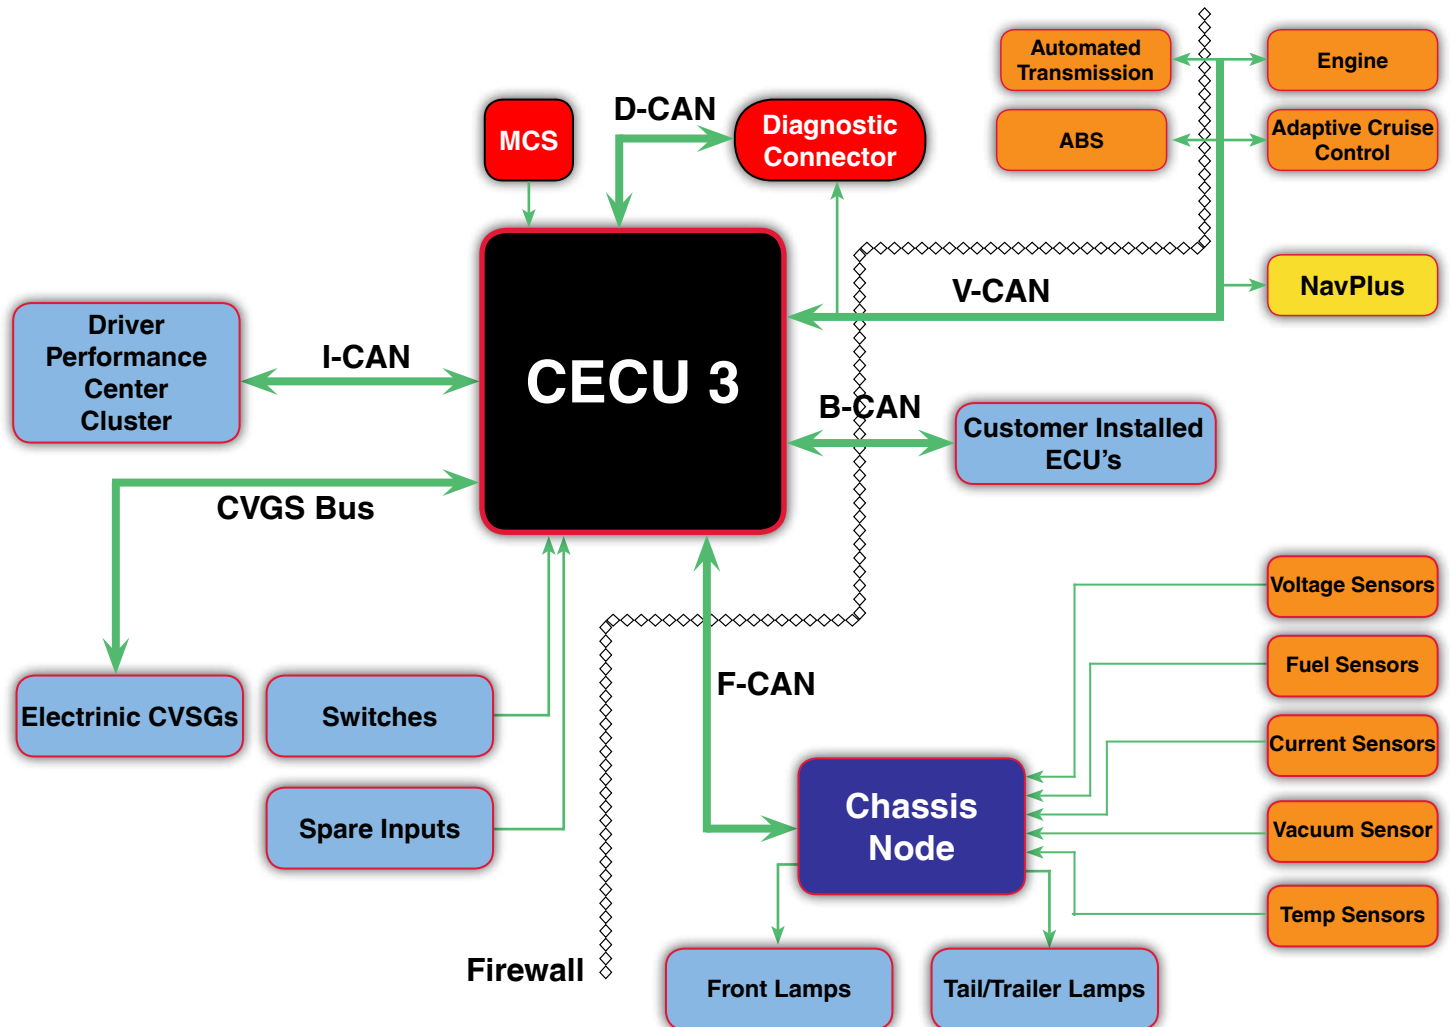 Automated
Transmission
Engine
D-CAN
MCS
Diagnostic
Connector
ABS
Adaptive Cruise
Control
V-CAN
NavPlus
Driver
Performance
Center
Cluster
I-CAN
CECU 3
B-CAN
Customer Installed
ECU’s
CVGS Bus
Voltage Sensors
Fuel Sensors
F-CAN
Electrinic CVSGs
Switches
Current Sensors
Chassis
Node
Spare Inputs
Vacuum Sensor
Temp Sensors
Firewall
Front Lamps
Tail/Trailer Lamps